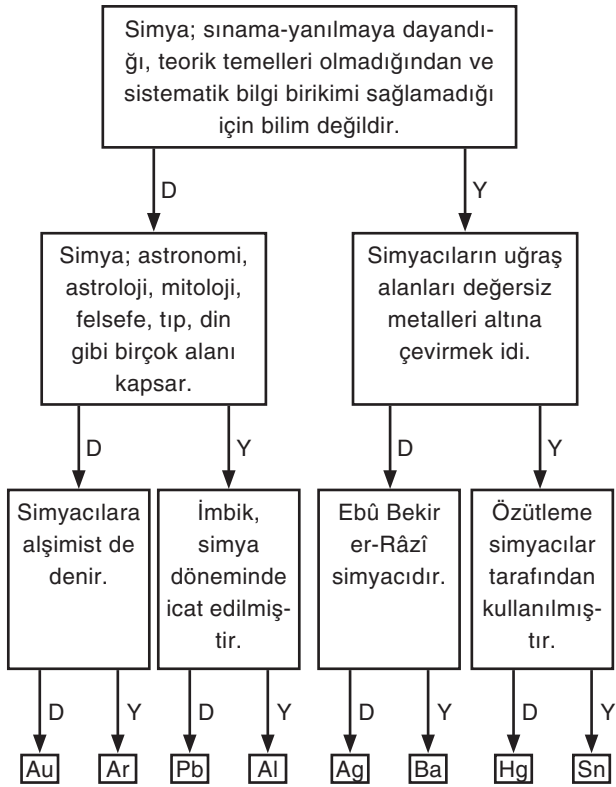 Simya; sınama-yanılmaya dayandı-
ğı, teorik temelleri olmadığından ve
sistematik bilgi birikimi sağlamadığı
için bilim değildir.
D
Y
Simya; astronomi,
astroloji, mitoloji,
felsefe, tıp, din
gibi birçok alanı
kapsar.
Simyacıların uğraş
alanları değersiz
metalleri altına
çevirmek idi.
D
Y
D
Y
Simyacılara
alşimist de
denir.
İmbik,
simya
döneminde
icat edilmiş-
tir.
Ebû Bekir
er-Râzî
simyacıdır.
Özütleme
simyacılar
tarafından
kullanılmış-
tır.
D
Y
D
Y
D
Y
D
Y
Au
Ar
Pb
Al
Ag
Ba
Hg
Sn